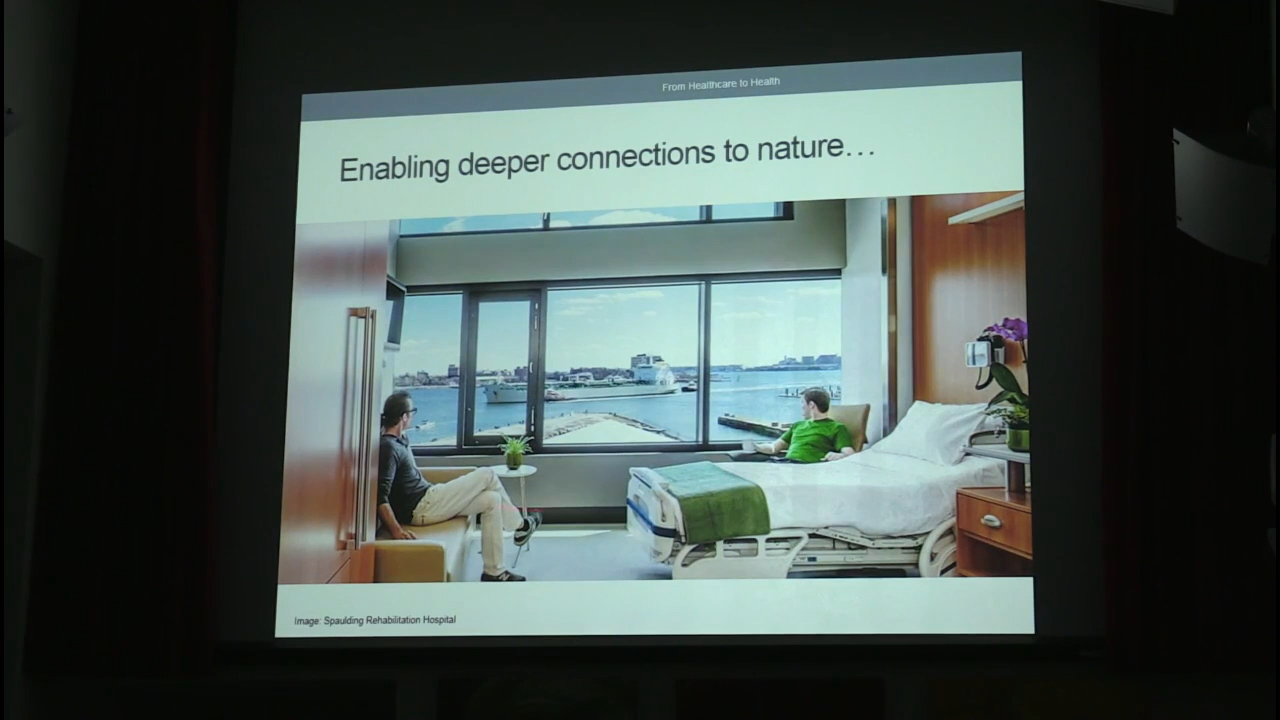 From Healthcare to Health
Enabling deeper connections to nature…
Image: Spaulding Rehabilitation Hospital